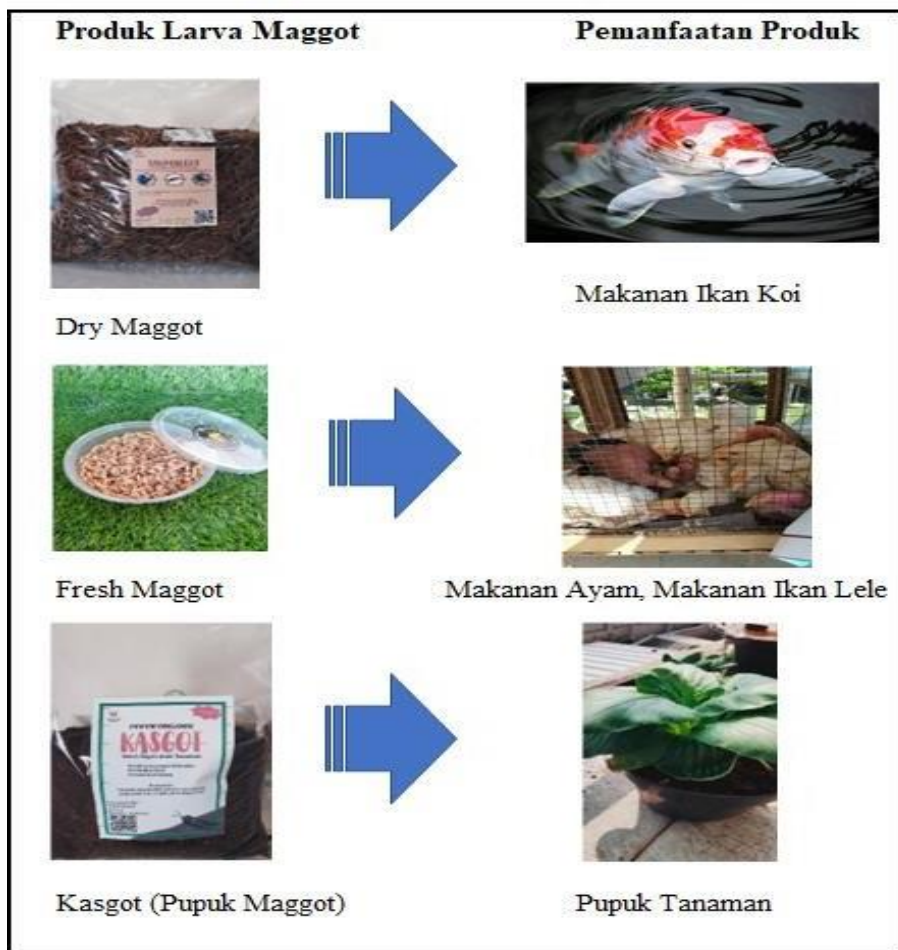 Produk Larva Maggot
Pemanfaatan Produk
Dry Maggot
Makanan Ikan Koi
Fresh Maggot
Makanan Ayam, Makanan Ikan Lele
KASGOT
Kasgot (Pupuk Maggot)
Pupuk Tanaman